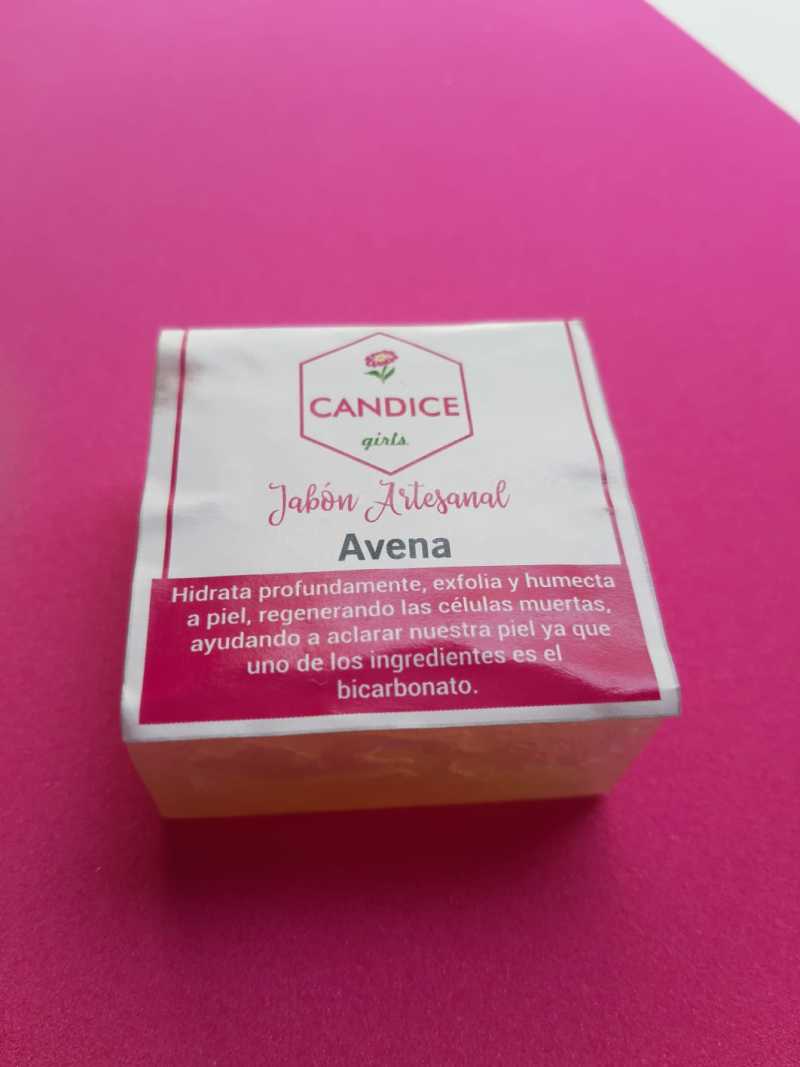 CANDICE
girls.
Jabón Artesanal
Avena
Hidrata profundamente, exfolia y humecta
a piel, regenerando las células muertas,
ayudando a aclarar nuestra piel ya que
uno de los ingredientes es el
bicarbonato.